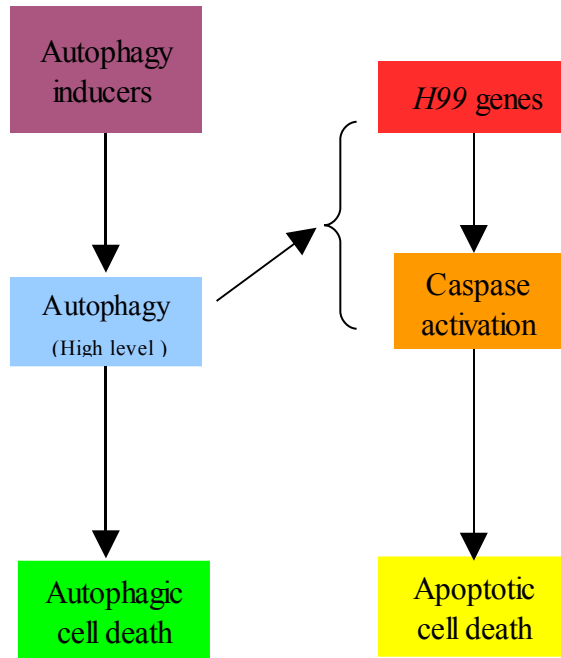 Autophagy
inducers
H99 genes
Autophagy
(High level )
Caspase
activation
Autophagic
cell death
Apoptotic
cell death